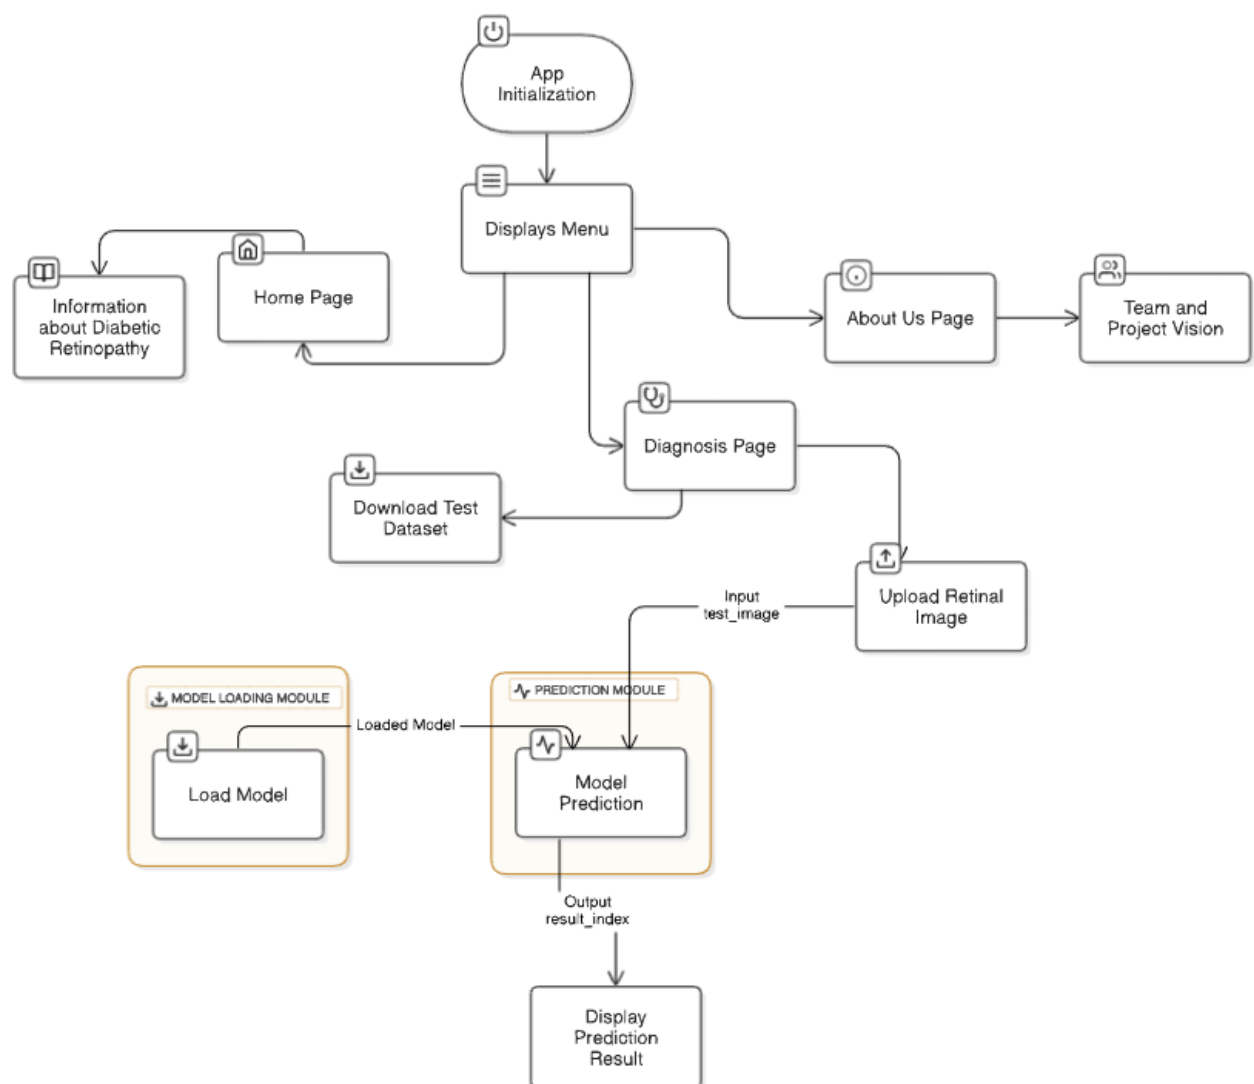 App
Initialization
Displays Menu
Home Page
Information
about Diabetic
Retinopathy
About Us Page
Team and
Project Vision
Diagnosis Page
Download Test
Dataset
Upload Retinal
Image
Input
test_image
MODEL LOADING MODULE
PREDICTION MODULE
Loaded Model
Load Model
Model
Prediction
Output
result_index
Display
Prediction
Result